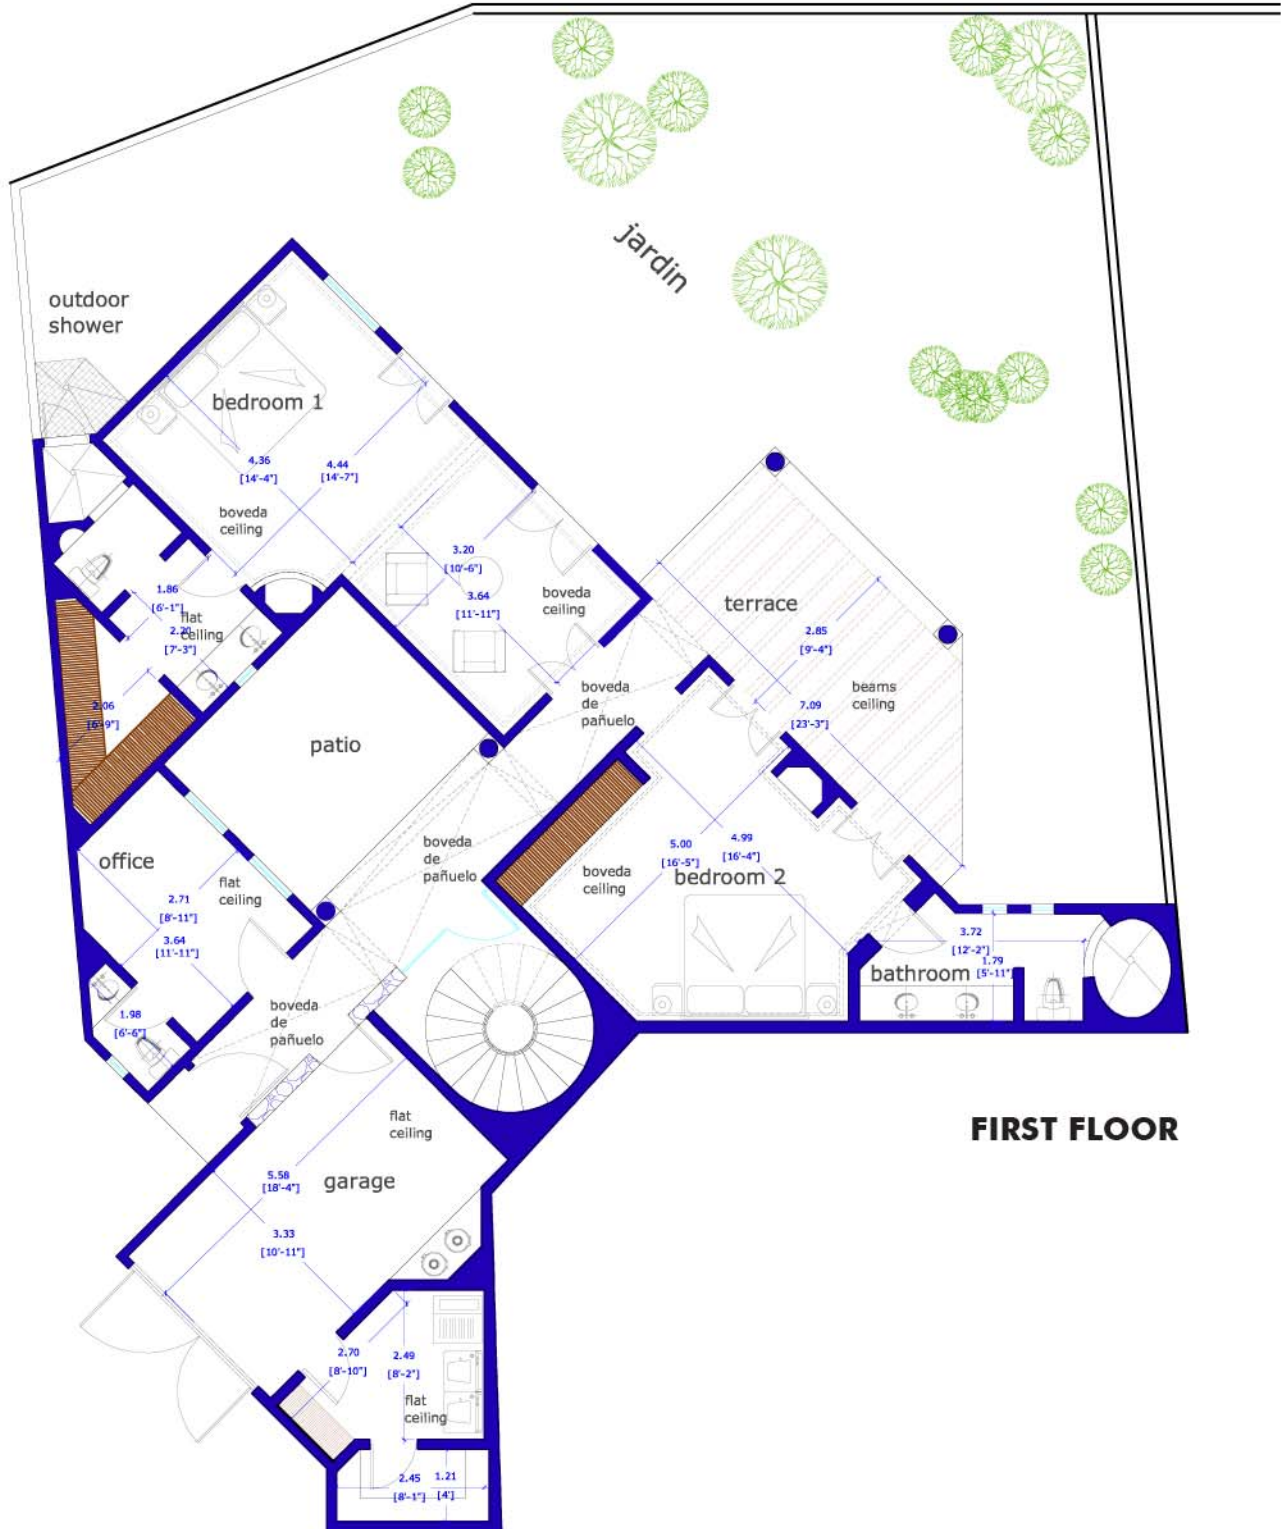 jardin
outdoor
shower
bedroom 1
4.36
[14'-4"]
4.44
[14'-7"]
boveda
ceiling
3.20
[10'-6"]
3.64
[11'-11"]
boveda
ceiling
1.86
[6'-1"]
flat
ceiling
2.20
[7'-3"]
2.06
[6'-9"]
terrace
2.85
[9'-4"]
beams
ceiling
7.09
[23'-3"]
boveda
de
pañuelo
patio
boveda
de
pañuelo
office
flat
ceiling
2.71
[8'-11"]
3.64
[11'-11"]
1.98
[6'-6"]
boveda
de
pañuelo
5.00
[16'-5"]
4.99
[16'-4"]
boveda
ceiling
bedroom 2
3.72
[12'-2"]
1.79
[5'-11"]
bathroom
FIRST FLOOR
flat
ceiling
5.58
[18'-4"]
garage
3.33
[10'-11"]
2.70
[8'-10"]
2.49
[8'-2"]
flat
ceiling
2.45
[8'-1"]
1.21
[4']